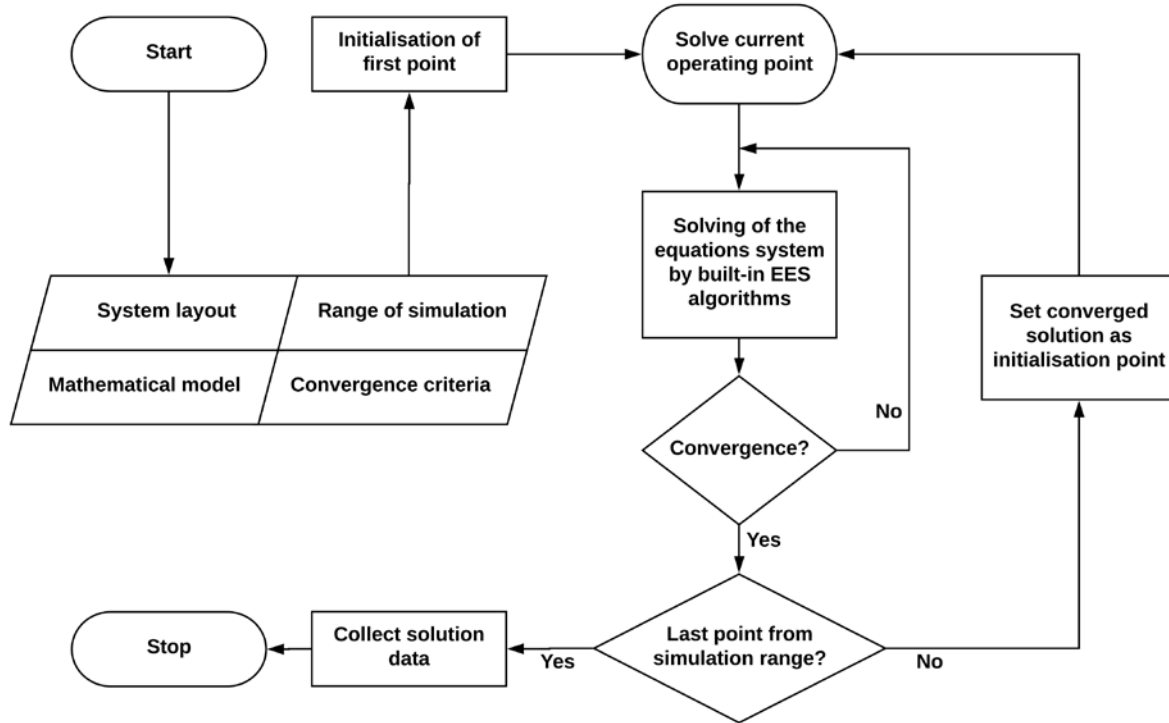 Start
Initialisation of
first point
Solve current
operating point
System layout
Range of simulation
Mathematical model
Convergence criteria
Solving of the
equations system
by built-in EES
algorithms
Set converged
solution as
initialisation point
Convergence?
No
Yes
Last point from
simulation range?
Yes
No
Collect solution
data
Stop